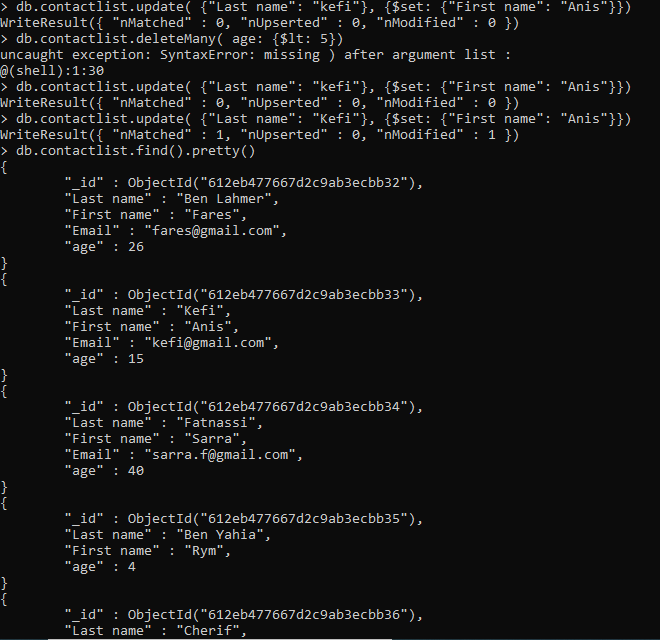 > db.contactlist.update( {"Last name": "kefi"}, {$set: {"First name": "Anis"}})
WriteResult({ "nMatched" : 0, "nUpserted" : 0, "nModified" : 0 })
> db.contactlist.deleteMany( age: {$lt: 5})
uncaught exception: SyntaxError: missing ) after argument list :
@(shell):1:30
> db.contactlist.update( {"Last name": "kefi"}, {$set: {"First name": "Anis"}})
WriteResult({ "nMatched" : 0, "nUpserted" : 0, "nModified" : 0 })
> db.contactlist.update( {"Last name": "Kefi"}, {$set: {"First name": "Anis"}})
WriteResult({ "nMatched" : 1, "nUpserted" : 0, "nModified" : 1 })
> db.contactlist.find().pretty()
{
        "_id" : ObjectId("612eb477667d2c9ab3ecbb32"),
        "Last name" : "Ben Lahmer",
        "First name" : "Fares",
        "Email" : "fares@gmail.com",
        "age" : 26
}
{
        "_id" : ObjectId("612eb477667d2c9ab3ecbb33"),
        "Last name" : "Kefi",
        "First name" : "Anis",
        "Email" : "kefi@gmail.com",
        "age" : 15
}
{
        "_id" : ObjectId("612eb477667d2c9ab3ecbb34"),
        "Last name" : "Fatnassi",
        "First name" : "Sarra",
        "Email" : "sarra.f@gmail.com",
        "age" : 40
}
{
        "_id" : ObjectId("612eb477667d2c9ab3ecbb35"),
        "Last name" : "Ben Yahia",
        "First name" : "Rym",
        "age" : 4
}
{
        "_id" : ObjectId("612eb477667d2c9ab3ecbb36"),
        "Last name" : "Cherif",